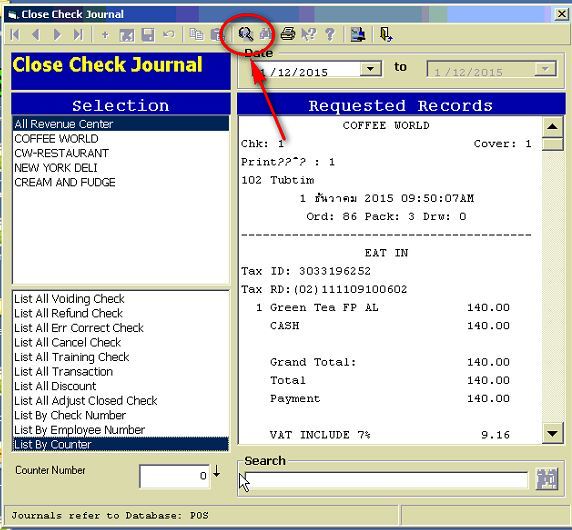 Close Check Journal
Close Check Journal
Date
1 /12/2015 to 1 /12/2015
Selection
All Revenue Center
COFFEE WORLD
CW-RESTAURANT
NEW YORK DELI
CREAM AND FUDGE
List All Voiding Check
List All Refund Check
List All Err Correct Check
List All Cancel Check
List All Training Check
List All Transaction
List All Discount
List All Adjust Closed Check
List By Check Number
List By Employee Number
List By Counter
Counter Number 0
Requested Records
COFFEE WORLD
Chk: 1 Cover: 1
Print??^? : 1
102 Tubtim
1 ธันวาคม 2015 09:50:07AM
Ord: 86 Pack: 3 Drw: 0
----------------------------------------
EAT IN
Tax ID: 3033196252
Tax RD:(02)111109100602
1 Green Tea FP AL 140.00
CASH 140.00
Grand Total: 140.00
Total 140.00
Payment 140.00
VAT INCLUDE 7% 9.16
Search
Journals refer to Database: POS